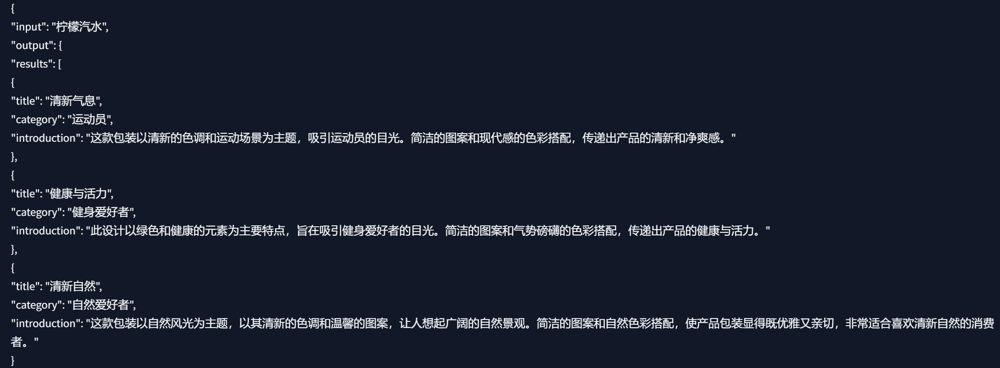 {
"input": "柠檬汽水",
"output": {
"results": [
{
"title": "清新气息",
"category": "运动员",
"introduction": "这款包装以清新的色调和运动场景为主题，吸引运动员的目光。简洁的图案和现代感的色彩搭配，传递出产品的清新和净爽感。"
},
{
"title": "健康与活力",
"category": "健身爱好者",
"introduction": "此设计以绿色和健康的元素为主要特点，旨在吸引健身爱好者的目光。简洁的图案和气势磅礴的色彩搭配，传递出产品的健康与活力。"
},
{
"title": "清新自然",
"category": "自然爱好者",
"introduction": "这款包装以自然风光为主题，以其清新的色调和温馨的图案，让人想起广阔的自然景观。简洁的图案和自然色彩搭配，使产品包装显得既优雅又亲切，非常适合喜欢清新自然的消费
者。"
}